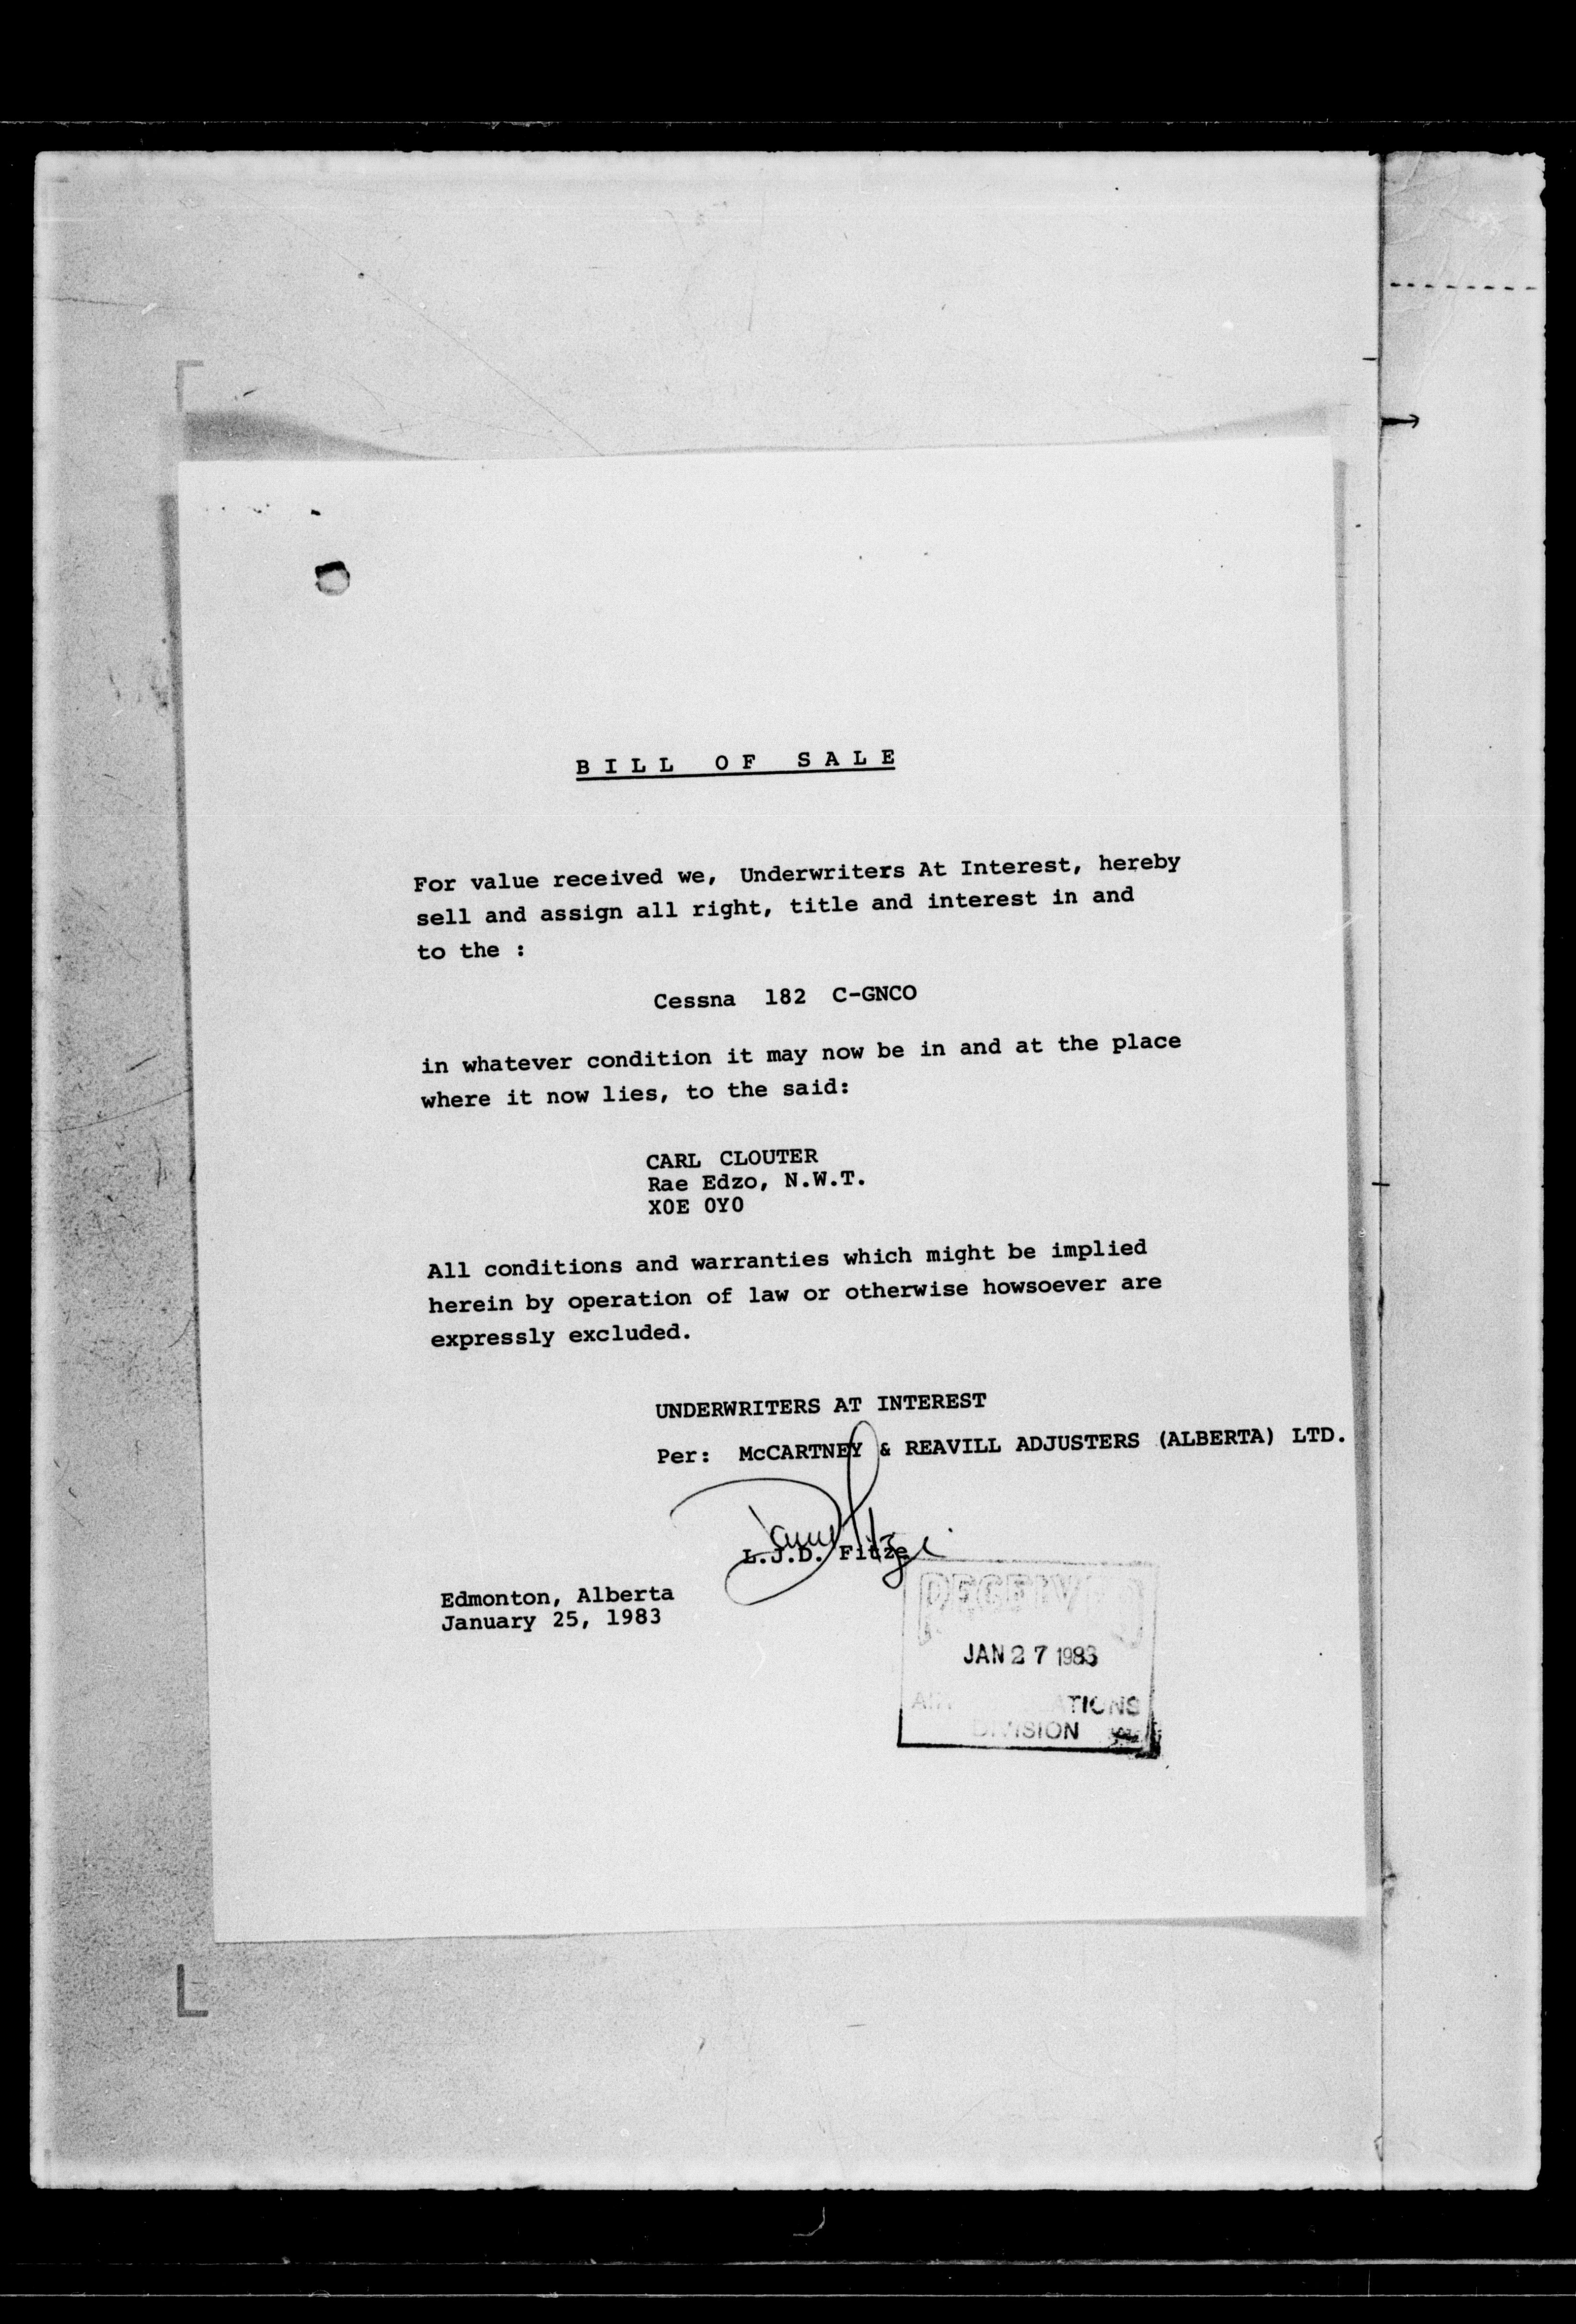 B I L L   O F   S A L E
For value received we, Underwriters At Interest, hereby
sell and assign all right, title and interest in and
to the :
Cessna 182 C-GNCO
in whatever condition it may now be in and at the place
where it now lies, to the said:
CARL CLOUTER
Rae Edzo, N.W.T.
X0E 0Y0
All conditions and warranties which might be implied
herein by operation of law or otherwise howsoever are
expressly excluded.
UNDERWRITERS AT INTEREST
Per: McCARTNEY & REAVILL ADJUSTERS (ALBERTA) LTD.
L.J.D. Fitze
Edmonton, Alberta
January 25, 1983
RECEIVED
JAN 27 1983
DIVISION